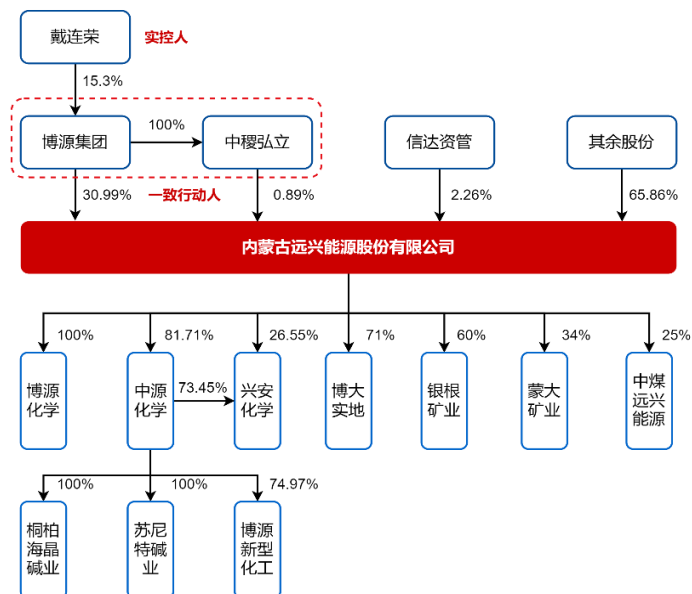 戴连荣
实控人
15.3%
博源集团
100%
中稷弘立
信达资管
其余股份
30.99%
一致行动人
0.89%
2.26%
65.86%
内蒙古远兴能源股份有限公司
100%
81.71%
26.55%
71%
60%
34%
25%
博源
化学
中源
化学
73.45%
兴安
化学
博大
实地
银根
矿业
蒙大
矿业
中煤
远兴
能源
100%
100%
74.97%
桐柏
海晶
碱业
苏尼
特碱
业
博源
新型
化工